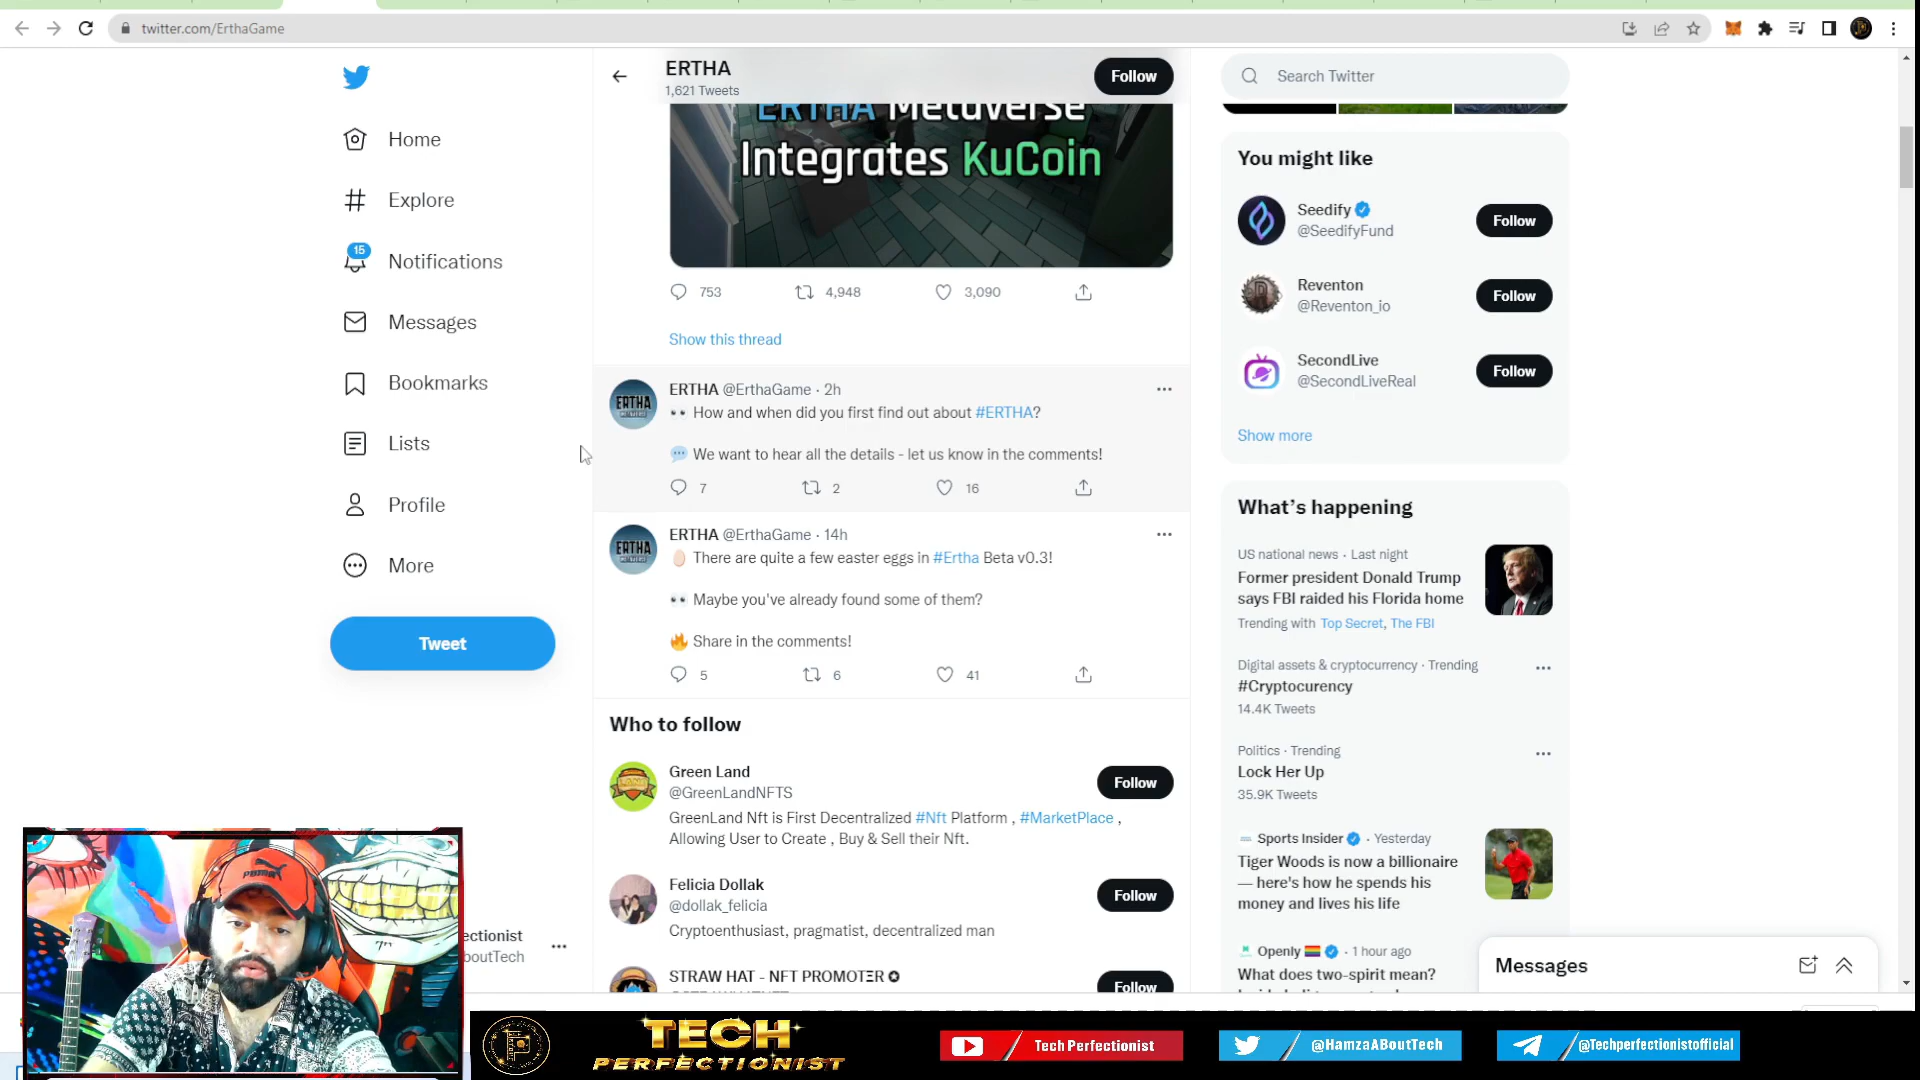 twitter.com/ErthaGame
ERTHA
1,621 Tweets
Follow
Search Twitter
Home
Explore
15
Notifications
Messages
Bookmarks
Lists
Profile
More
Tweet
ERTHA Metaverse
Integrates KuCoin
753 4,948 3,090
Show this thread
ERTHA @ErthaGame · 2h
How and when did you first find out about #ERTHA?
We want to hear all the details - let us know in the comments!
7 2 16
ERTHA @ErthaGame · 14h
There are quite a few easter eggs in #Ertha Beta v0.3!
Maybe you've already found some of them?
Share in the comments!
5 6 41
Who to follow
Green Land
@GreenLandNFTS
Follow
GreenLand Nft is First Decentralized #Nft Platform , #MarketPlace ,
Allowing User to Create , Buy & Sell their Nft.
Felicia Dollak
@dollak_felicia
Follow
Cryptoenthusiast, pragmatist, decentralized man
STRAW HAT - NFT PROMOTER
Follow
You might like
Seedify
@SeedifyFund
Follow
Reventon
@Reventon_io
Follow
SecondLive
@SecondLiveReal
Follow
Show more
What's happening
US national news · Last night
Former president Donald Trump
says FBI raided his Florida home
Trending with Top Secret, The FBI
Digital assets & cryptocurrency · Trending
#Cryptocurency
14.4K Tweets
Politics · Trending
Lock Her Up
35.9K Tweets
Sports Insider · Yesterday
Tiger Woods is now a billionaire
— here's how he spends his
money and lives his life
Openly · 1 hour ago
What does two-spirit mean?
Messages
ectionist
boutTech
PUMA
ERTHA
ERTHA
TECH
PERFECTIONIST
Tech Perfectionist
@HamzaABoutTech
@Techperfectionistofficial